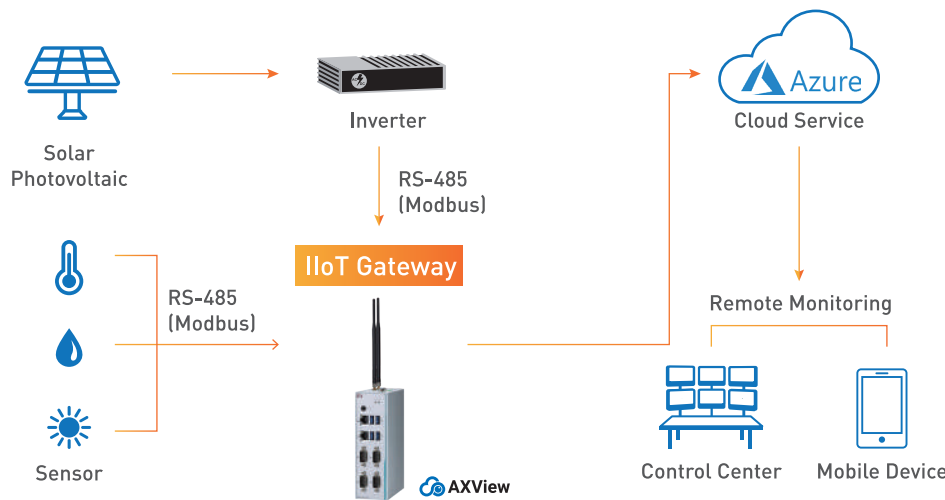 Solar
Photovoltaic
Inverter
RS-485
(Modbus)
Azure
Cloud Service
IIoT Gateway
RS-485
(Modbus)
Sensor
AXView
Remote Monitoring
Control Center
Mobile Device